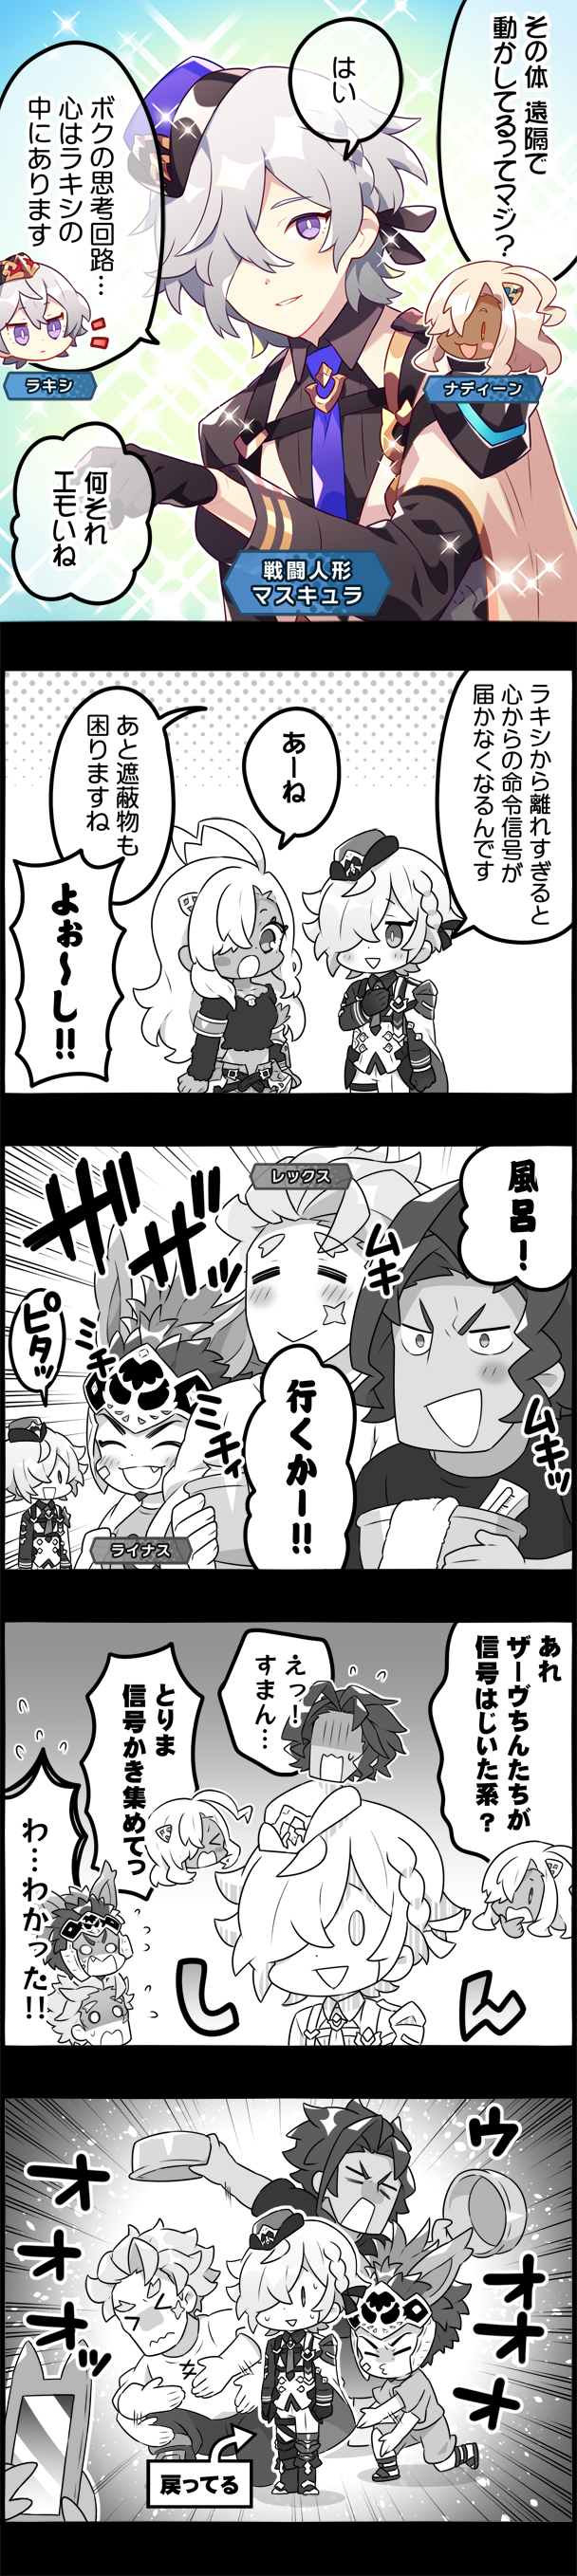 その体 遠隔で
動かしてるってマジ？
はい
ボクの思考回路…
心はラキシの
中にあります
ラキシ
ナディーン
何それ
エモいね
戦闘人形
マスキュラ
ラキシから離れすぎると
心からの命令信号が
届かなくなるんです
あーね
あと遮蔽物も
困りますね
よぉ〜し!!
風呂！
レックス
ザッ
ザッ
ムキ
ムキッ
行くかー!!
ミチ
ミチィ
ピタッ
ライナス
あれ
ザーヴちんたちが
信号はじいた系？
えっ！
すまん…
とりま
信号かき集めてっ
わ…わかった!!
しん
ウ
オオオ
オオオッ
戻ってる